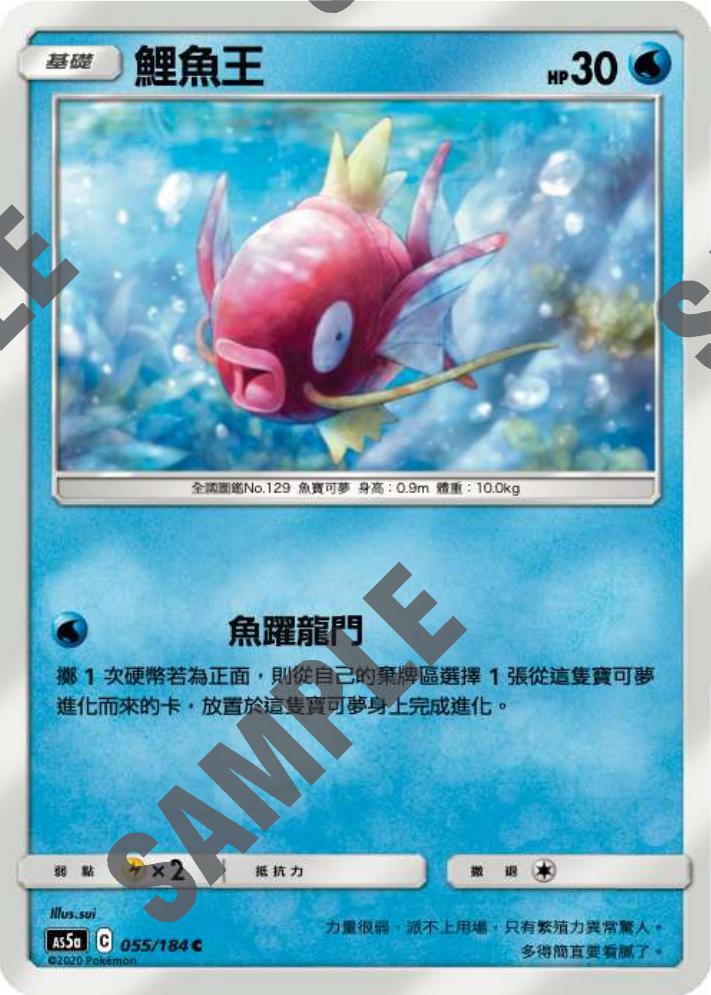 基礎 鯉魚王 HP30
全國圖鑑No.129 魚寶可夢 身高：0.9m 體重：10.0kg
魚躍龍門
擲 1 次硬幣若為正面，則從自己的棄牌區選擇 1 張從這隻寶可夢
進化而來的卡，放置於這隻寶可夢身上完成進化。
弱點 ×2 抵抗力 撤退
Illus.sui
AS5a C 055/184 C
©2020 Pokémon
力量很弱，派不上用場，只有繁殖力異常驚人。
多得簡直要看膩了。
SAMPLE